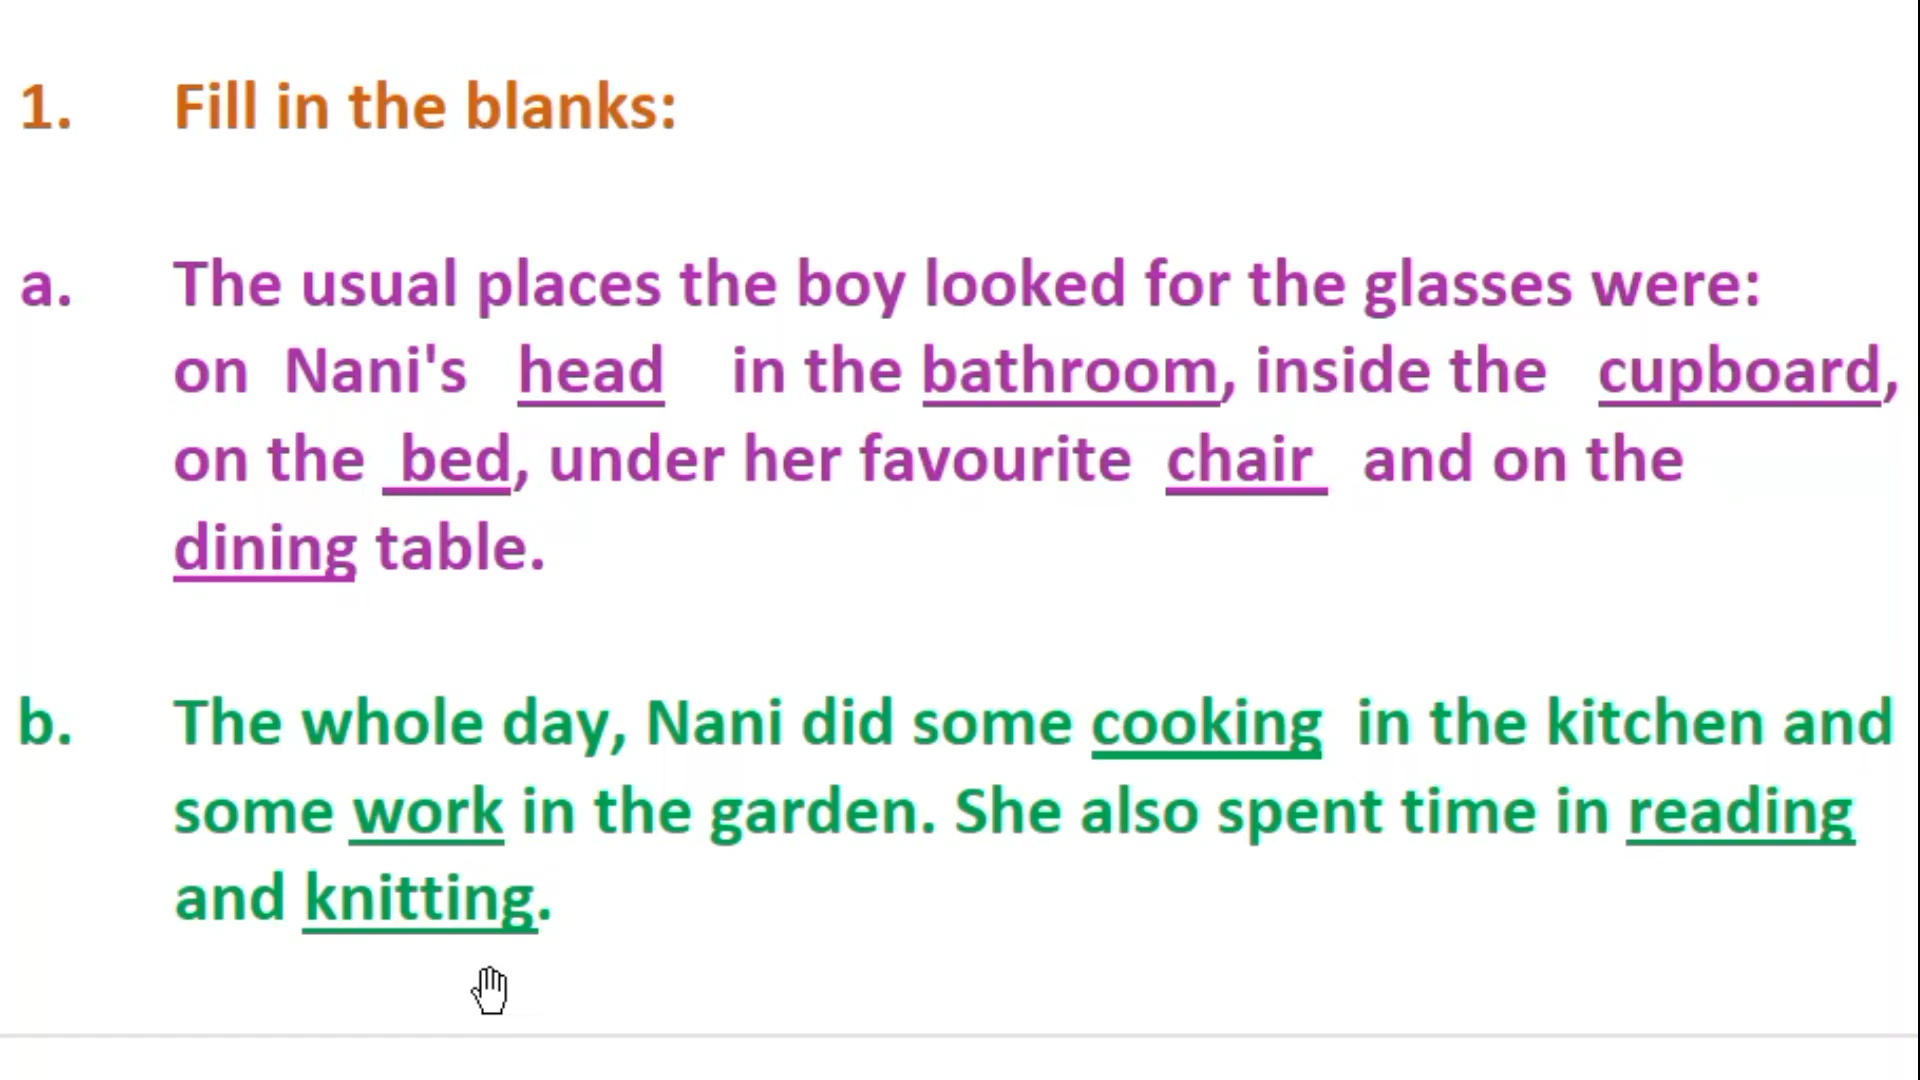 1. Fill in the blanks:
a. The usual places the boy looked for the glasses were:
on Nani's head in the bathroom, inside the cupboard,
on the bed, under her favourite chair and on the
dining table.
b. The whole day, Nani did some cooking in the kitchen and
some work in the garden. She also spent time in reading
and knitting.